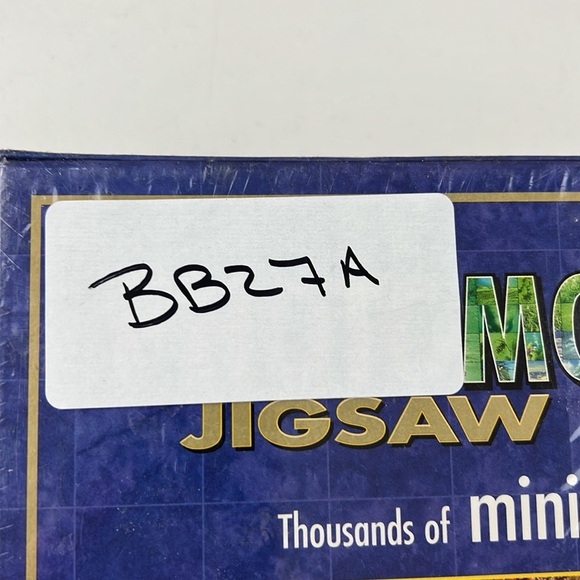 BB27A
MO
JIGSAW
Thousands of mini